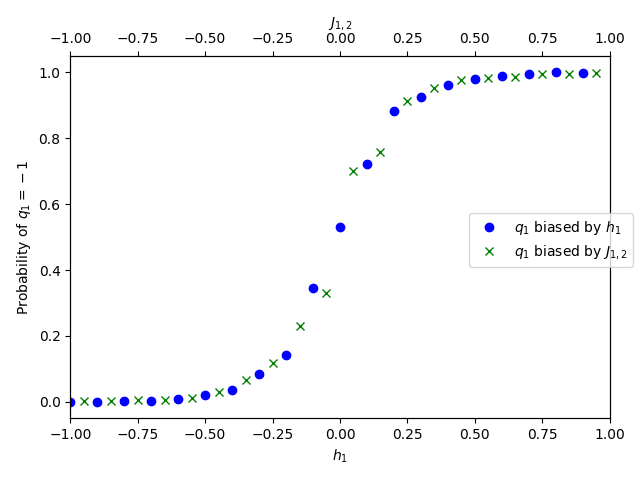 J₁,₂
−1.00 −0.75 −0.50 −0.25 0.00 0.25 0.50 0.75 1.00
1.0
0.8
0.6
0.4
0.2
0.0
Probability of q₁ = −1
q₁ biased by h₁
q₁ biased by J₁,₂
−1.00 −0.75 −0.50 −0.25 0.00 0.25 0.50 0.75 1.00
h₁